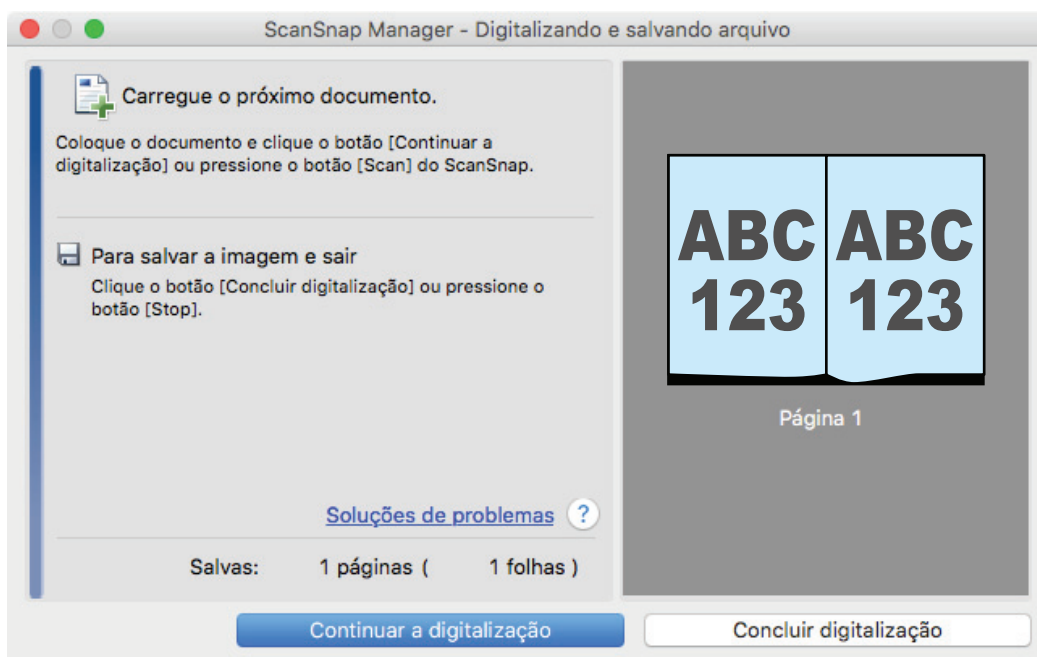 ScanSnap Manager - Digitalizando e salvando arquivo
Carregue o próximo documento.
Coloque o documento e clique o botão [Continuar a
digitalização] ou pressione o botão [Scan] do ScanSnap.
Para salvar a imagem e sair
Clique o botão [Concluir digitalização] ou pressione o
botão [Stop].
ABC ABC
123 123
Página 1
Soluções de problemas ?
Salvas: 1 páginas ( 1 folhas )
Continuar a digitalização Concluir digitalização